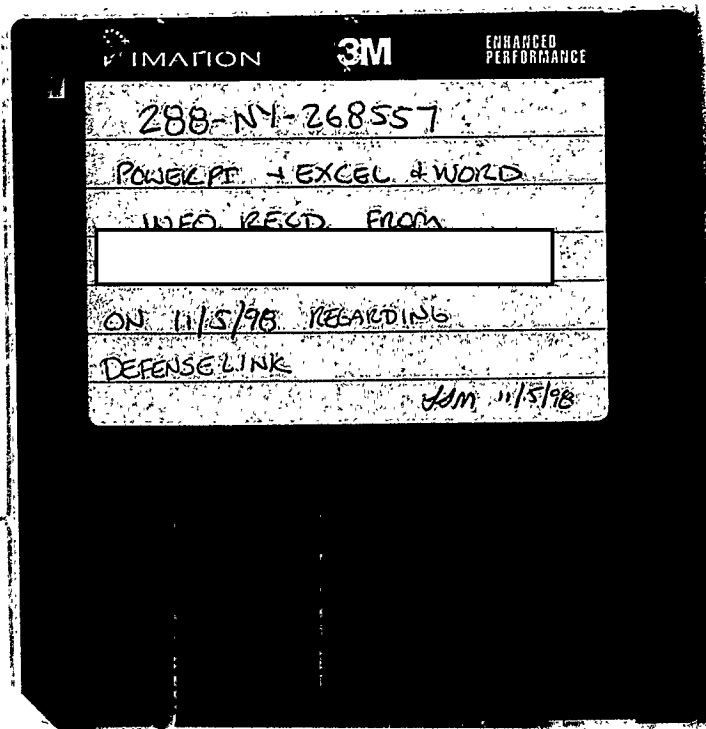 IMATION 3M ENHANCED PERFORMANCE
288-NY-268557
POWERPT + EXCEL & WORD
INFO RECD. FROM
ON 11/5/98 REGARDING
DEFENSELINK
11/5/98